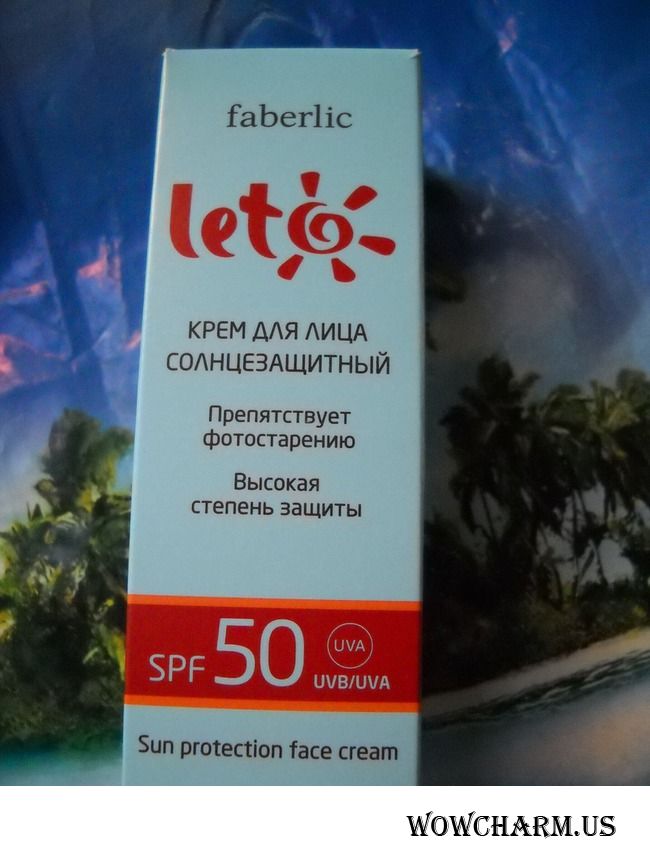 faberlic
leto
КРЕМ ДЛЯ ЛИЦА
СОЛНЦЕЗАЩИТНЫЙ
Препятствует
фотостарению
Высокая
степень защиты
SPF 50 UVA
UVB/UVA
Sun protection face cream
WOWCHARM.US